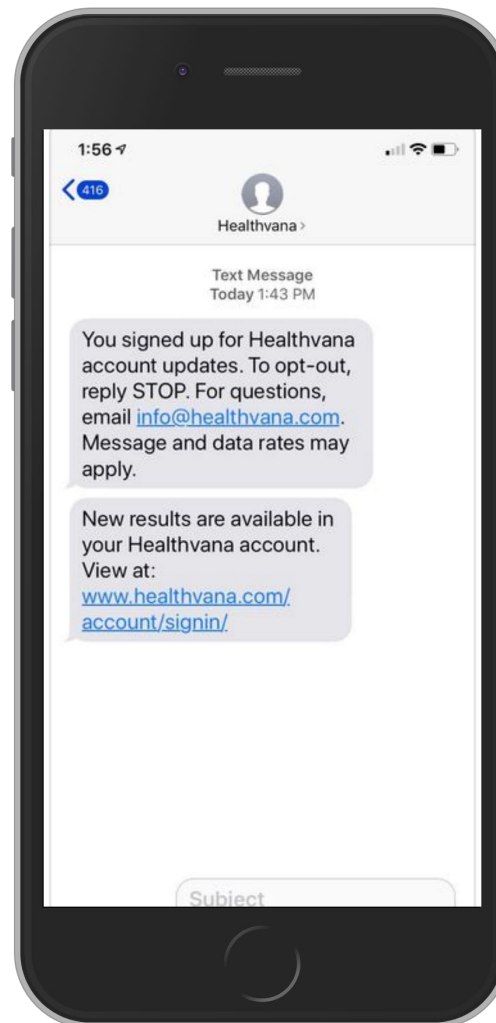 1:56
416
Healthvana >
Text Message
Today 1:43 PM
You signed up for Healthvana
account updates. To opt-out,
reply STOP. For questions,
email info@healthvana.com.
Message and data rates may
apply.
New results are available in
your Healthvana account.
View at:
www.healthvana.com/
account/signin/
Subject